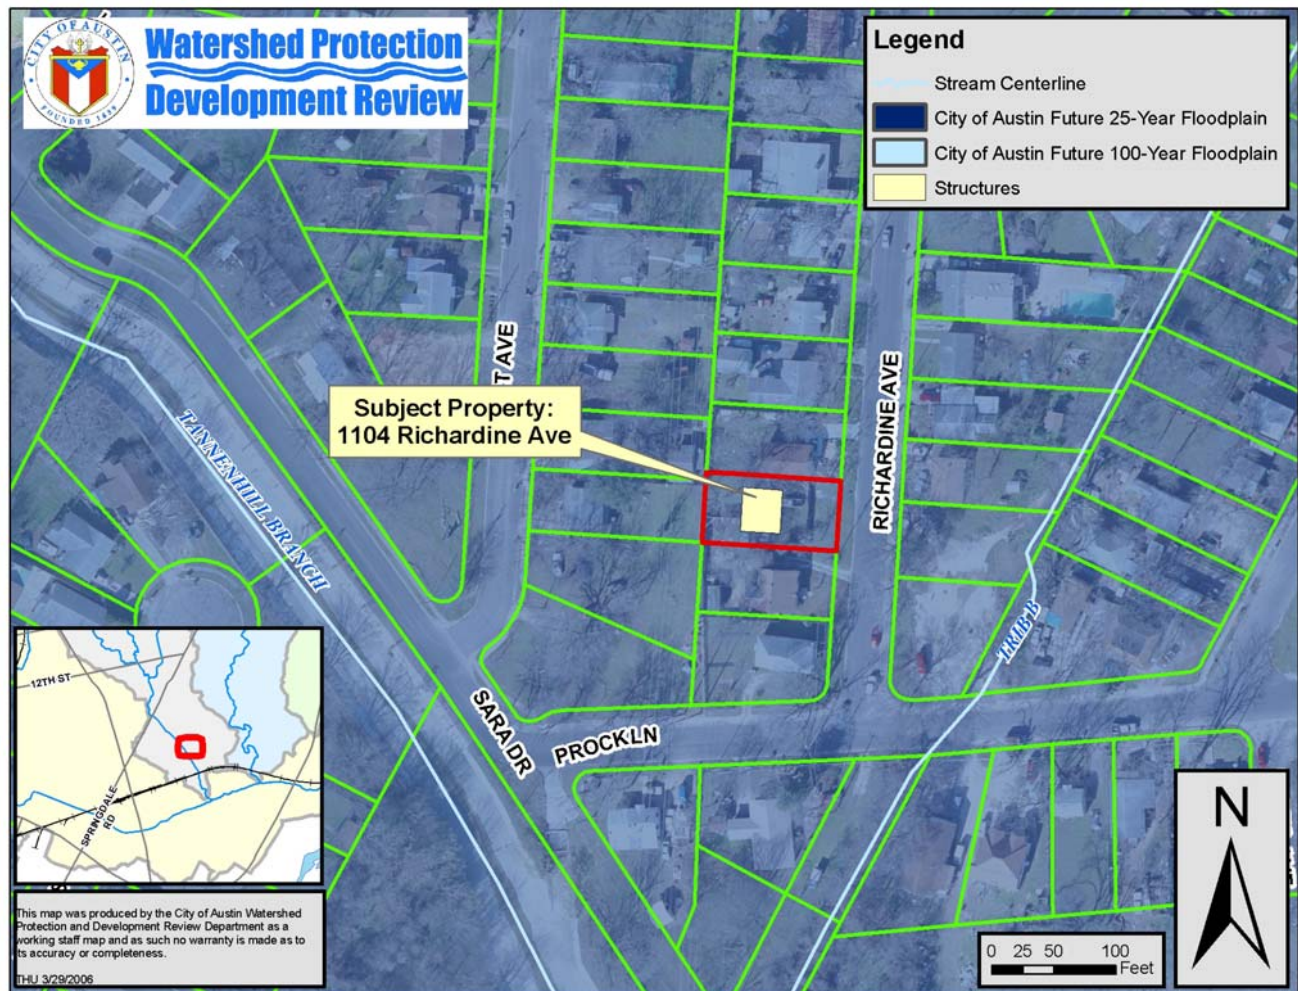 CITY OF AUSTIN
FOUNDED 1839
Watershed Protection
Development Review
Legend
Stream Centerline
City of Austin Future 25-Year Floodplain
City of Austin Future 100-Year Floodplain
Structures
T AVE
RICHARDINE AVE
Subject Property:
1104 Richardine Ave
TANNENHILL BRANCH
TRIB B
SARA DR
PROCK LN
12TH ST
SPRINGDALE
RD
N
0 25 50 100
Feet
This map was produced by the City of Austin Watershed
Protection and Development Review Department as a
working staff map and as such no warranty is made as to
its accuracy or completeness.
THU 3/29/2006